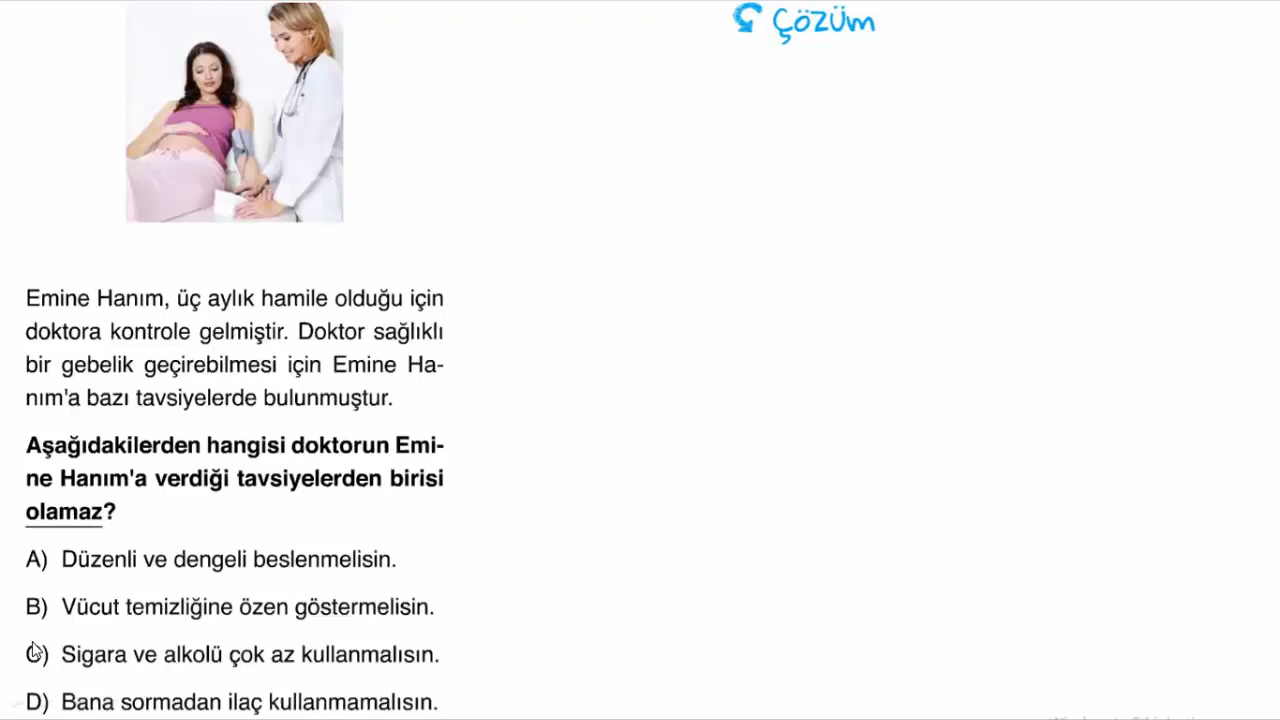 Çözüm
Emine Hanım, üç aylık hamile olduğu için
doktora kontrole gelmiştir. Doktor sağlıklı
bir gebelik geçirebilmesi için Emine Ha-
nım'a bazı tavsiyelerde bulunmuştur.
Aşağıdakilerden hangisi doktorun Emi-
ne Hanım'a verdiği tavsiyelerden birisi
olamaz?
A) Düzenli ve dengeli beslenmelisin.
B) Vücut temizliğine özen göstermelisin.
C) Sigara ve alkolü çok az kullanmalısın.
D) Bana sormadan ilaç kullanmamalısın.